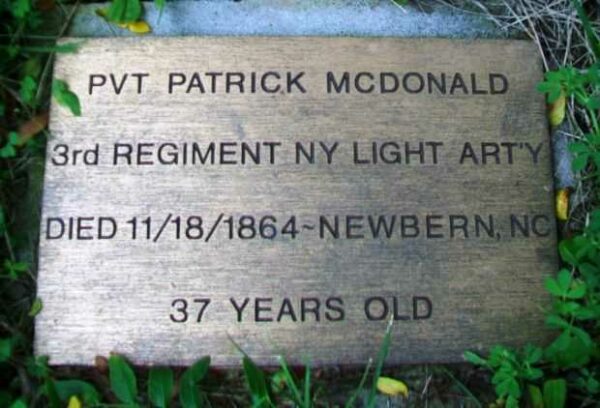 PVT PATRICK MCDONALD
3rd REGIMENT NY LIGHT ART'Y
DIED 11/18/1864~NEWBERN, NC
37 YEARS OLD